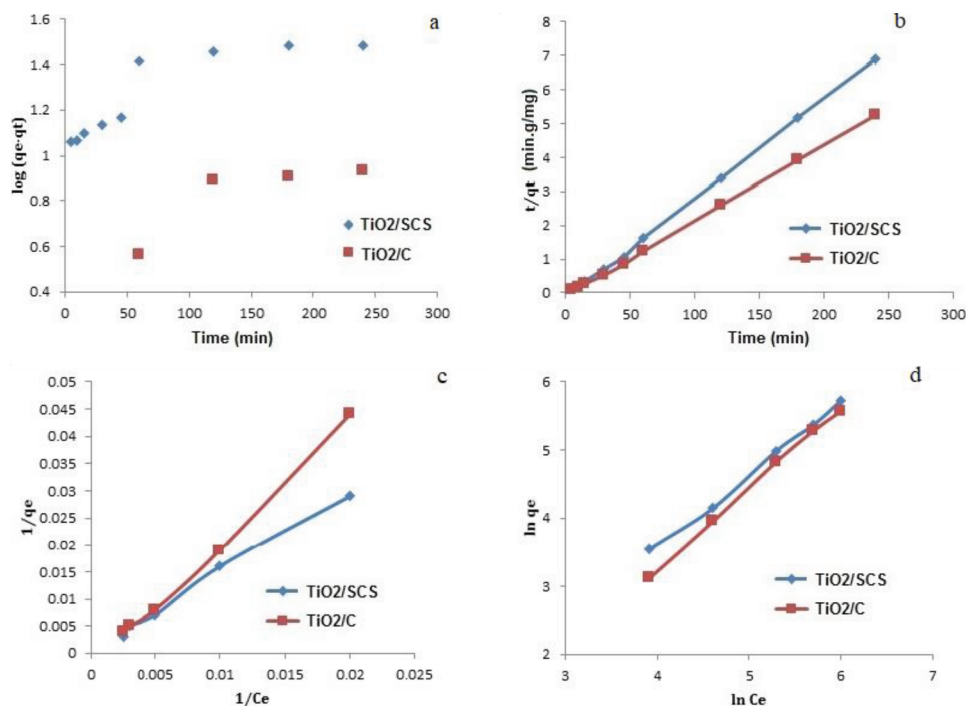 a
1.6
1.4
1.2
1
0.8
0.6
0.4
log (qe-qt)
0 50 100 150 200 250 300
Time (min)
TiO2/SCS
TiO2/C
b
8
7
6
5
4
3
2
1
0
t/qt (min.g/mg)
0 50 100 150 200 250 300
Time (min)
TiO2/SCS
TiO2/C
c
0.05
0.045
0.04
0.035
0.03
0.025
0.02
0.015
0.01
0.005
0
1/qe
0 0.005 0.01 0.015 0.02
1/Ce
TiO2/SCS
TiO2/C
d
6
5
4
3
2
ln qe
3 4 5 6 7
ln Ce
TiO2/SCS
TiO2/C